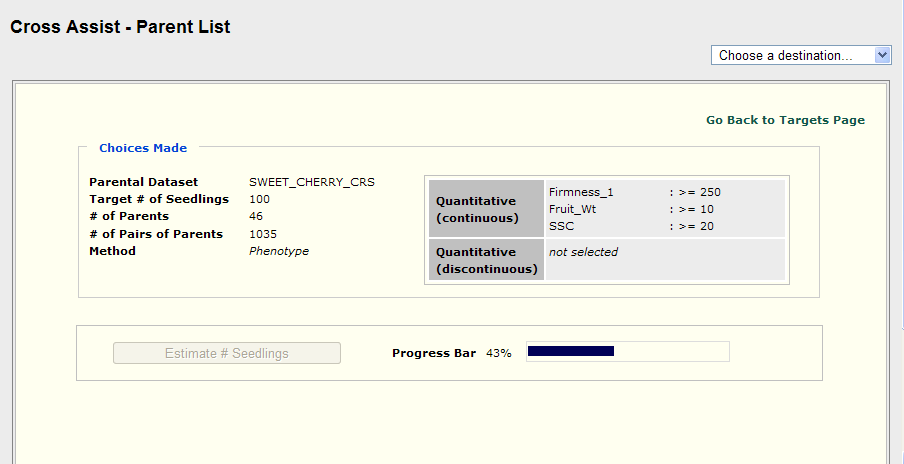 Cross Assist - Parent List
Choose a destination...
Go Back to Targets Page
Choices Made
Parental Dataset SWEET_CHERRY_CRS
Target # of Seedlings 100
# of Parents 46
# of Pairs of Parents 1035
Method Phenotype
Quantitative (continuous)
Firmness_1 : >= 250
Fruit_Wt : >= 10
SSC : >= 20
Quantitative (discontinuous)
not selected
Estimate # Seedlings
Progress Bar 43%